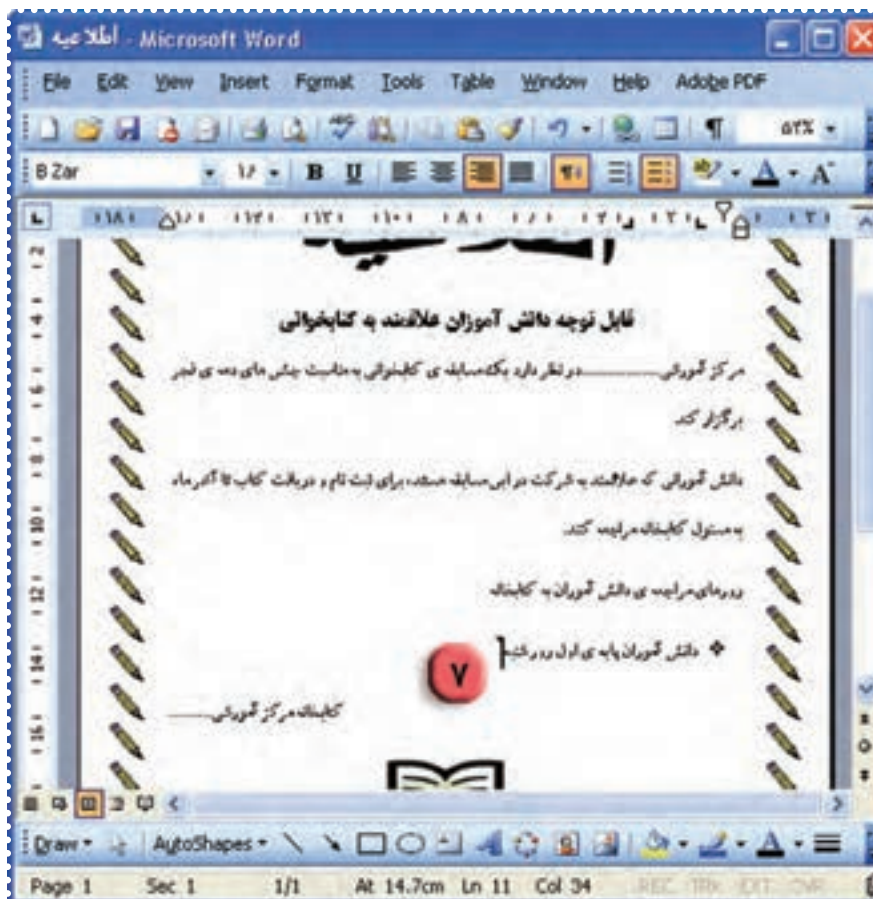 اطلاعیه - Microsoft Word
File Edit View Insert Format Tools Table Window Help Adobe PDF
۵۲%
B Zar ۱۶ B U
قابل توجه دانش آموزان علاقمند به کتابخوانی
مرکز آموزشی............... در نظر دارد یک مسابقه ی کتابخوانی به مناسبت جشن های دهه ی فجر
برگزار کند.
دانش آموزانی که علاقمند به شرکت در این مسابقه هستند، برای ثبت نام و دریافت کتاب تا آخر ماه
به مسئول کتابخانه مراجعه کنند.
روزهای مراجعه ی دانش آموزان به کتابخانه
❖ دانش آموزان پایه ی اول روز شنبه
۷
کتابخانه مرکز آموزشی..........
Draw AutoShapes
Page 1 Sec 1 1/1 At 14.7cm Ln 11 Col 34 REC TRK EXT OVR